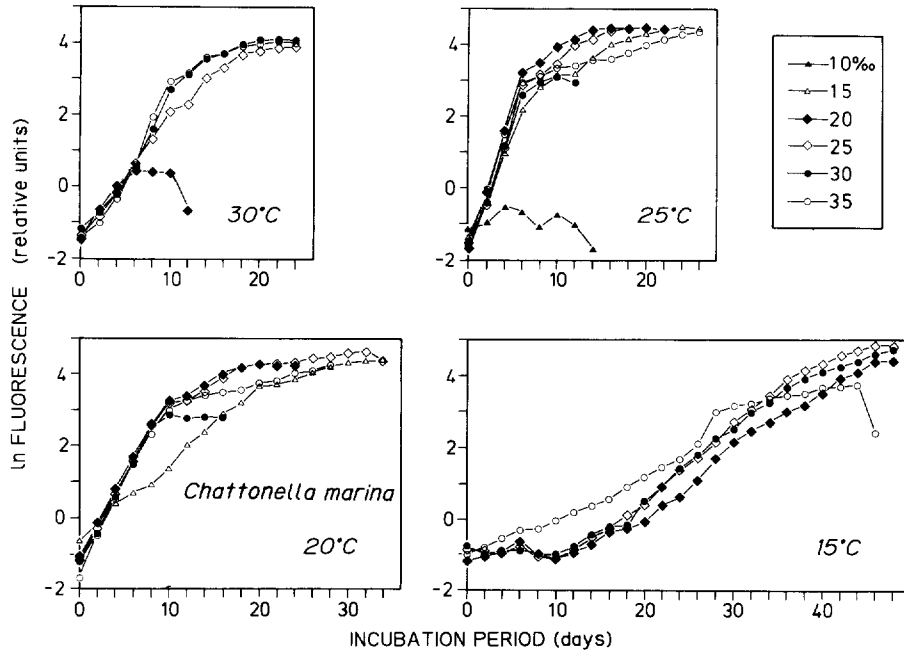 ln FLUORESCENCE (relative units)
4
2
0
-2
0 10 20
30°C
4
2
0
-2
0 10 20
25°C
10‰
15
20
25
30
35
4
2
0
-2
0 10 20 30
Chattonella marina
20°C
4
2
0
-2
0 10 20 30 40
15°C
INCUBATION PERIOD (days)